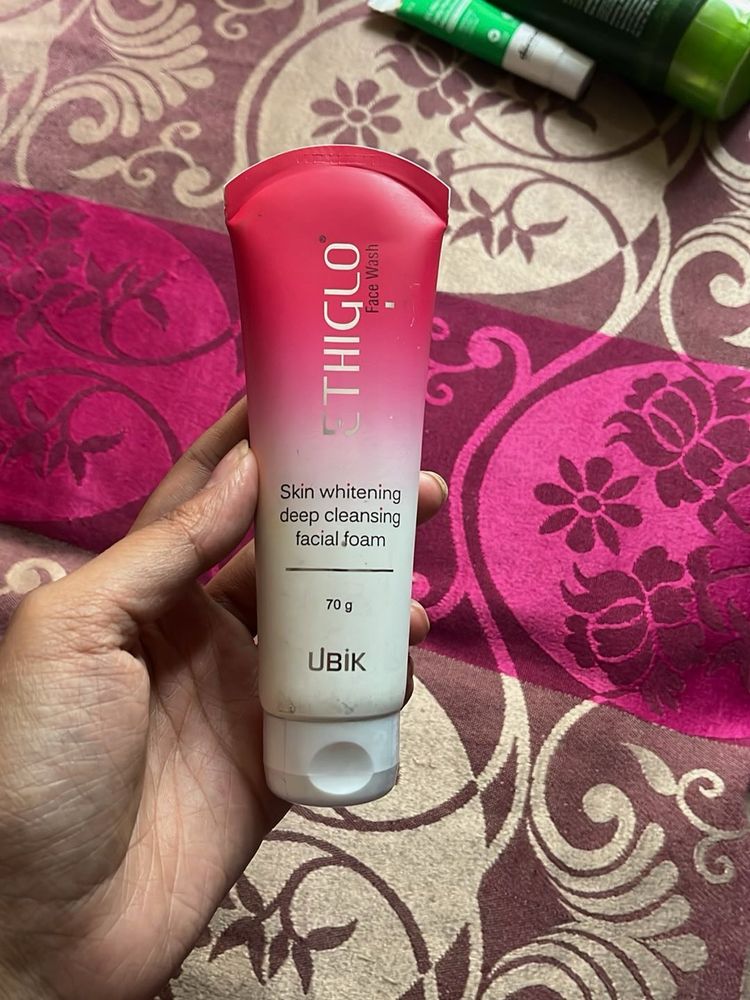 ETHIGLO®
Face Wash
Skin whitening
deep cleansing
facial foam
70 g
UBiK